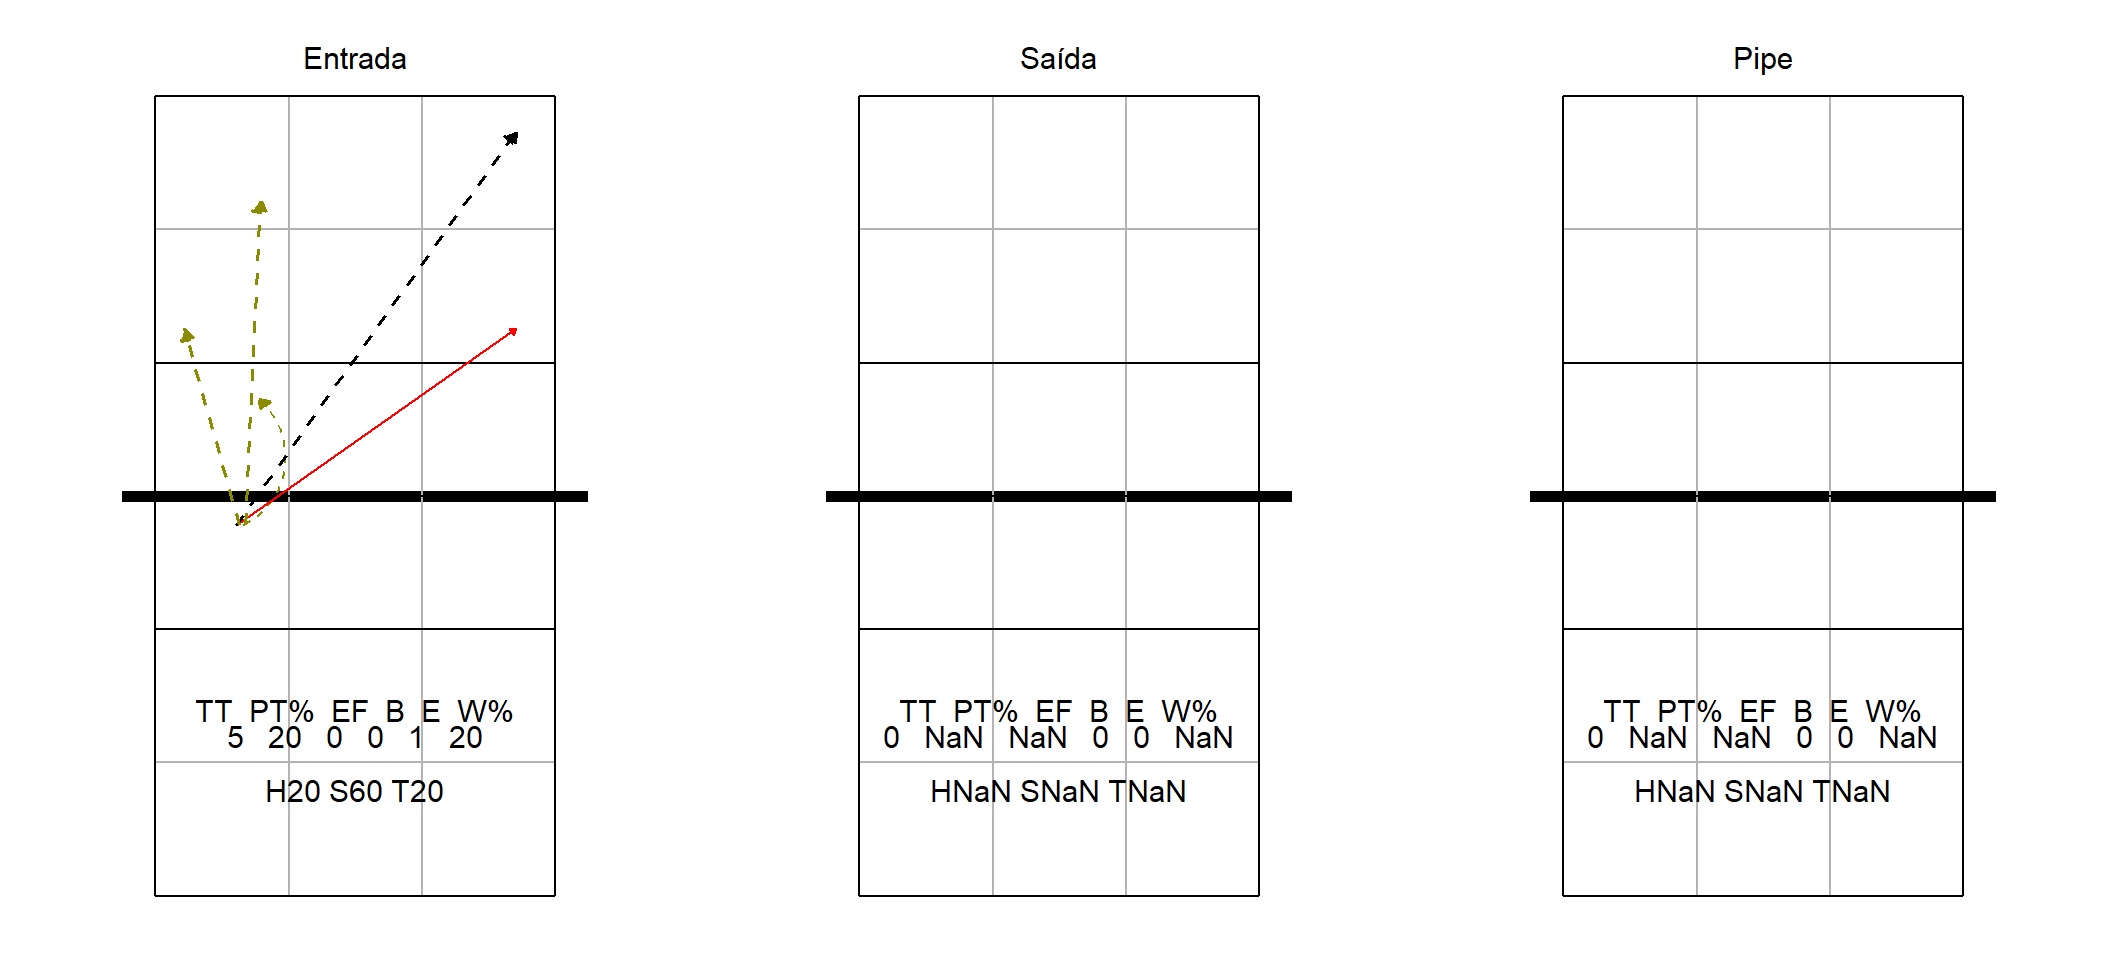 Entrada
TT PT% EF B E W%
5 20 0 0 1 20
H20 S60 T20
Saída
TT PT% EF B E W%
0 NaN NaN 0 0 NaN
HNaN SNaN TNaN
Pipe
TT PT% EF B E W%
0 NaN NaN 0 0 NaN
HNaN SNaN TNaN